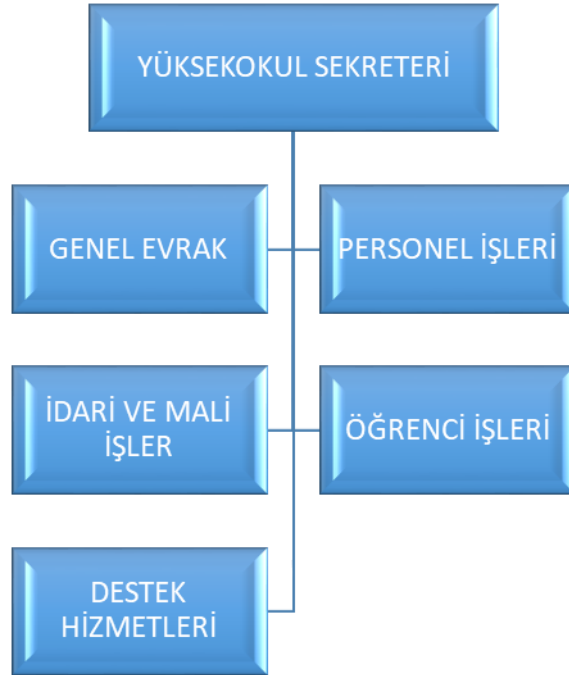 YÜKSEKOKUL SEKRETERİ
GENEL EVRAK
PERSONEL İŞLERİ
İDARİ VE MALİ
İŞLER
ÖĞRENCİ İŞLERİ
DESTEK
HİZMETLERİ